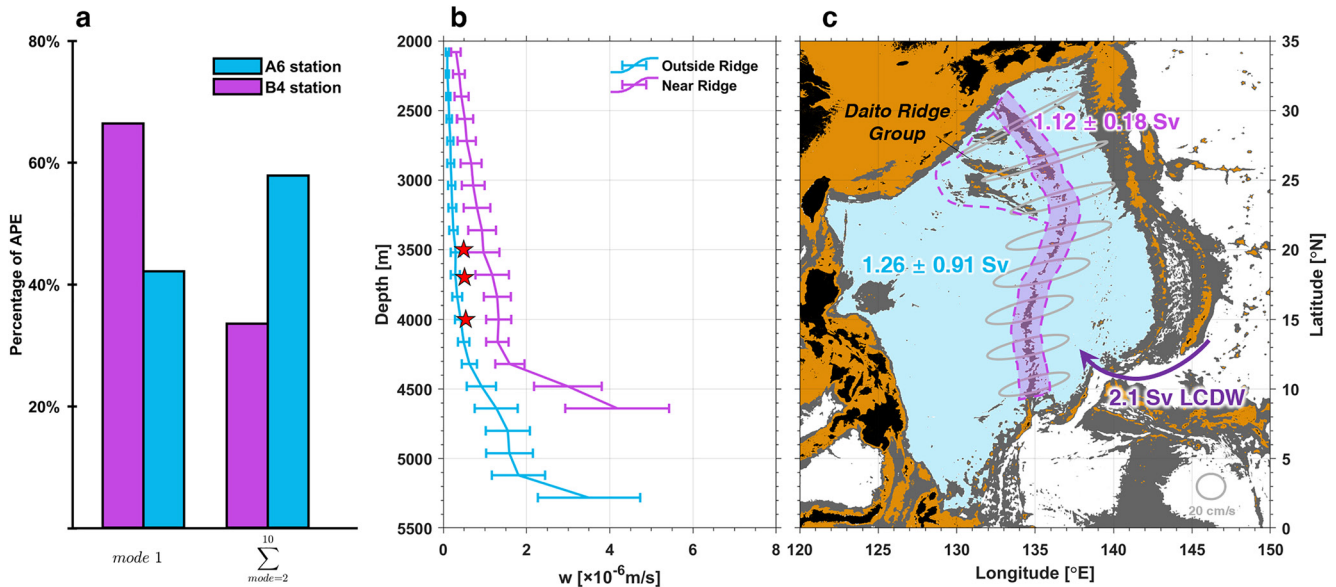 a
80%
60%
40%
20%
Percentage of APE
A6 station
B4 station
mode 1
10
∑
mode=2
b
2000
2500
3000
3500
4000
4500
5000
5500
Depth [m]
Outside Ridge
Near Ridge
0 2 4 6 8
w [×10⁻⁶m/s]
c
Daito Ridge
Group
1.12 ± 0.18 Sv
1.26 ± 0.91 Sv
2.1 Sv LCDW
20 cm/s
35
30
25
20
15
10
5
0
Latitude [°N]
120 125 130 135 140 145 150
Longitude [°E]